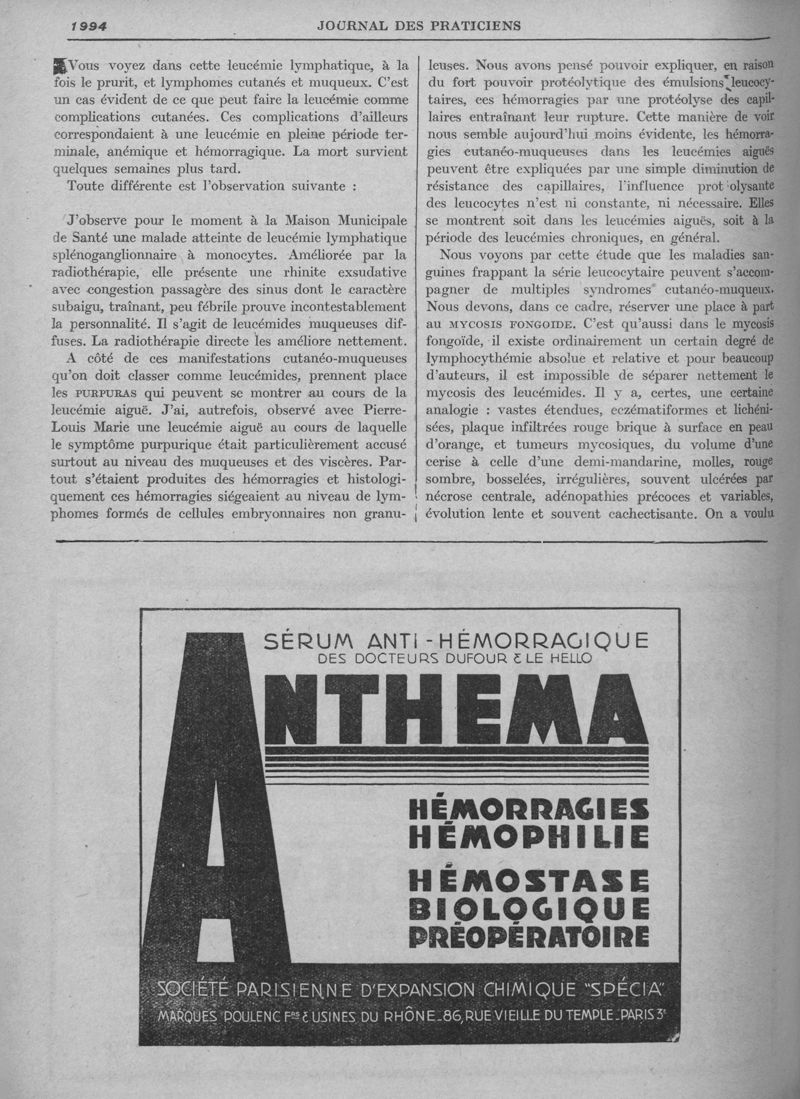 1994
JOURNAL DES PRATICIENS
Vous voyez dans cette leucémie lymphatique, à la
fois le prurit, et lymphomes cutanés et muqueux. C'est
un cas évident de ce que peut faire la leucémie comme
complications cutanées. Ces complications d'ailleurs
correspondaient à une leucémie en pleine période ter-
minale, anémique et hémorragique. La mort survient
quelques semaines plus tard.
Toute différente est l'observation suivante :
J'observe pour le moment à la Maison Municipale
de Santé une malade atteinte de leucémie lymphatique
splénoganglionnaire à monocytes. Améliorée par la
radiothérapie, elle présente une rhinite exsudative
avec congestion passagère des sinus dont le caractère
subaigu, traînant, peu fébrile prouve incontestablement
la personnalité. Il s'agit de leucémides muqueuses dif-
fuses. La radiothérapie directe les améliore nettement.
A côté de ces manifestations cutanéo-muqueuses
qu'on doit classer comme leucémides, prennent place
les PURPURAS qui peuvent se montrer au cours de la
leucémie aiguë. J'ai, autrefois, observé avec Pierre-
Louis Marie une leucémie aiguë au cours de laquelle
le symptôme purpurique était particulièrement accusé
surtout au niveau des muqueuses et des viscères. Par-
tout s'étaient produites des hémorragies et histologi-
quement ces hémorragies siégeaient au niveau de lym-
phomes formés de cellules embryonnaires non granu-
leuses. Nous avons pensé pouvoir expliquer, en raison
du fort pouvoir protéolytique des émulsions leucocy-
taires, ces hémorragies par une protéolyse des capil-
laires entraînant leur rupture. Cette manière de voir
nous semble aujourd'hui moins évidente, les hémorra-
gies cutanéo-muqueuses dans les leucémies aiguës
peuvent être expliquées par une simple diminution de
résistance des capillaires, l'influence prot olysante
des leucocytes n'est ni constante, ni nécessaire. Elles
se montrent soit dans les leucémies aiguës, soit à la
période des leucémies chroniques, en général.
Nous voyons par cette étude que les maladies san-
guines frappant la série leucocytaire peuvent s'accom-
pagner de multiples syndromes cutanéo-muqueux.
Nous devons, dans ce cadre, réserver une place à part
au MYCOSIS FONGOIDE. C'est qu'aussi dans le mycosis
fongoïde, il existe ordinairement un certain degré de
lymphocythémie absolue et relative et pour beaucoup
d'auteurs, il est impossible de séparer nettement le
mycosis des leucémides. Il y a, certes, une certaine
analogie : vastes étendues, eczématiformes et lichéni-
sées, plaque infiltrées rouge brique à surface en peau
d'orange, et tumeurs mycosiques, du volume d'une
cerise à celle d'une demi-mandarine, molles, rouge
sombre, bosselées, irrégulières, souvent ulcérées par
nécrose centrale, adénopathies précoces et variables,
évolution lente et souvent cachectisante. On a voulu
SÉRUM ANTI-HÉMORRAGIQUE
DES DOCTEURS DUFOUR & LE HELLO
ANTHEMA
HÉMORRAGIES
HÉMOPHILIE
HÉMOSTASE
BIOLOGIQUE
PRÉOPÉRATOIRE
SOCIÉTÉ PARISIENNE D'EXPANSION CHIMIQUE "SPÉCIA"
MARQUES POULENC Fres & USINES DU RHÔNE_86, RUE VIEILLE DU TEMPLE_PARIS 3e